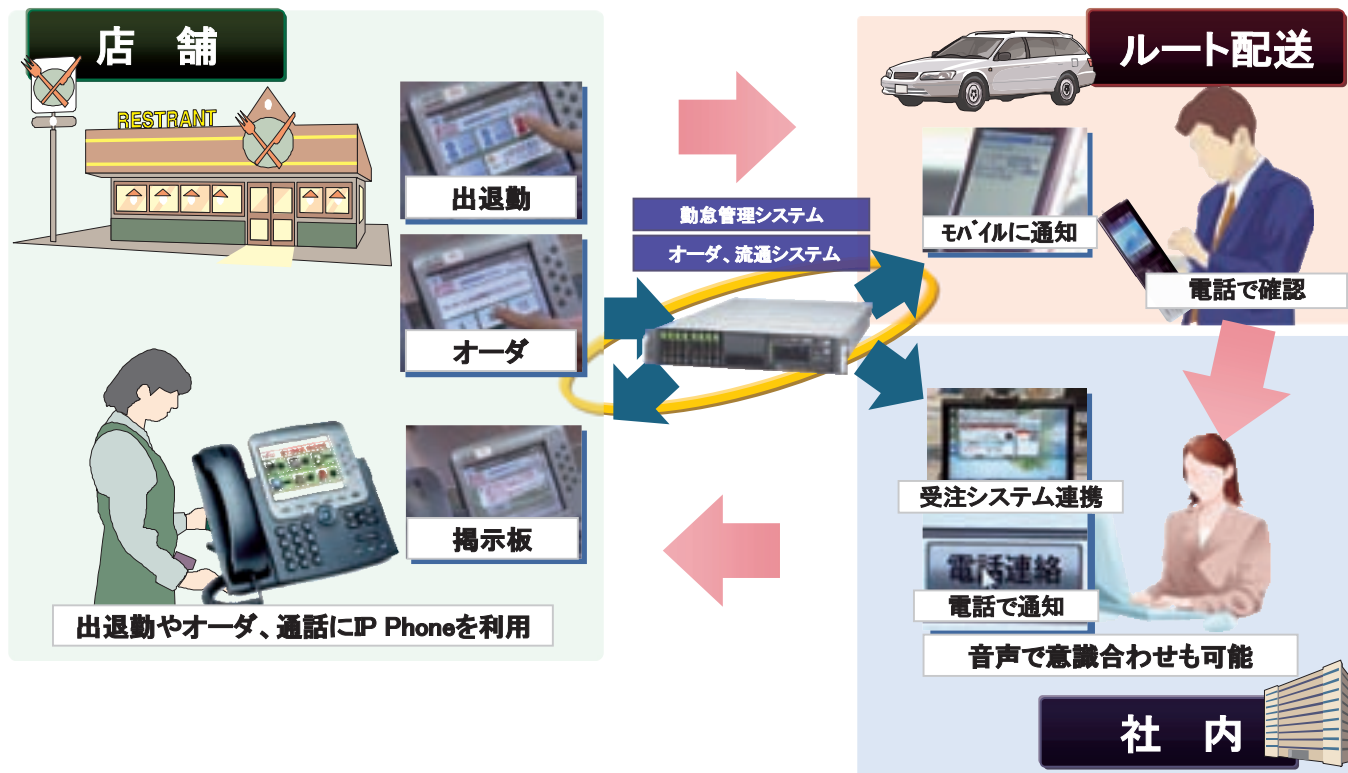 店 舗
RESTRANT
出退勤
オーダ
掲示板
出退勤やオーダ、通話にIP Phoneを利用
勤怠管理システム
オーダ、流通システム
ルート配送
モバイルに通知
電話で確認
受注システム連携
電話連絡
電話で通知
音声で意識合わせも可能
社 内